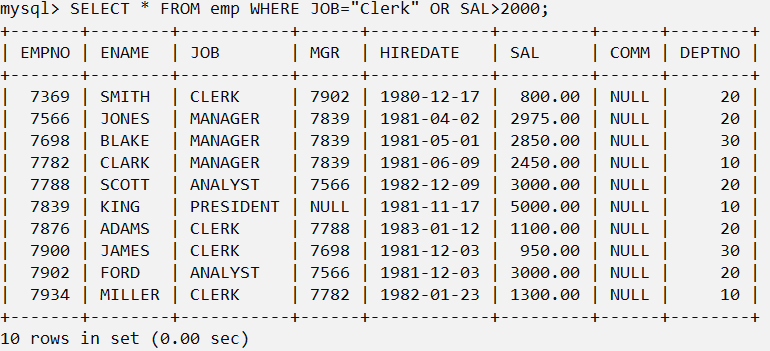 mysql> SELECT * FROM emp WHERE JOB="Clerk" OR SAL>2000;
+-------+--------+-----------+------+------------+---------+------+--------+
| EMPNO | ENAME  | JOB       | MGR  | HIREDATE   | SAL     | COMM | DEPTNO |
+-------+--------+-----------+------+------------+---------+------+--------+
|  7369 | SMITH  | CLERK     | 7902 | 1980-12-17 |  800.00 | NULL |     20 |
|  7566 | JONES  | MANAGER   | 7839 | 1981-04-02 | 2975.00 | NULL |     20 |
|  7698 | BLAKE  | MANAGER   | 7839 | 1981-05-01 | 2850.00 | NULL |     30 |
|  7782 | CLARK  | MANAGER   | 7839 | 1981-06-09 | 2450.00 | NULL |     10 |
|  7788 | SCOTT  | ANALYST   | 7566 | 1982-12-09 | 3000.00 | NULL |     20 |
|  7839 | KING   | PRESIDENT | NULL | 1981-11-17 | 5000.00 | NULL |     10 |
|  7876 | ADAMS  | CLERK     | 7788 | 1983-01-12 | 1100.00 | NULL |     20 |
|  7900 | JAMES  | CLERK     | 7698 | 1981-12-03 |  950.00 | NULL |     30 |
|  7902 | FORD   | ANALYST   | 7566 | 1981-12-03 | 3000.00 | NULL |     20 |
|  7934 | MILLER | CLERK     | 7782 | 1982-01-23 | 1300.00 | NULL |     10 |
+-------+--------+-----------+------+------------+---------+------+--------+
10 rows in set (0.00 sec)